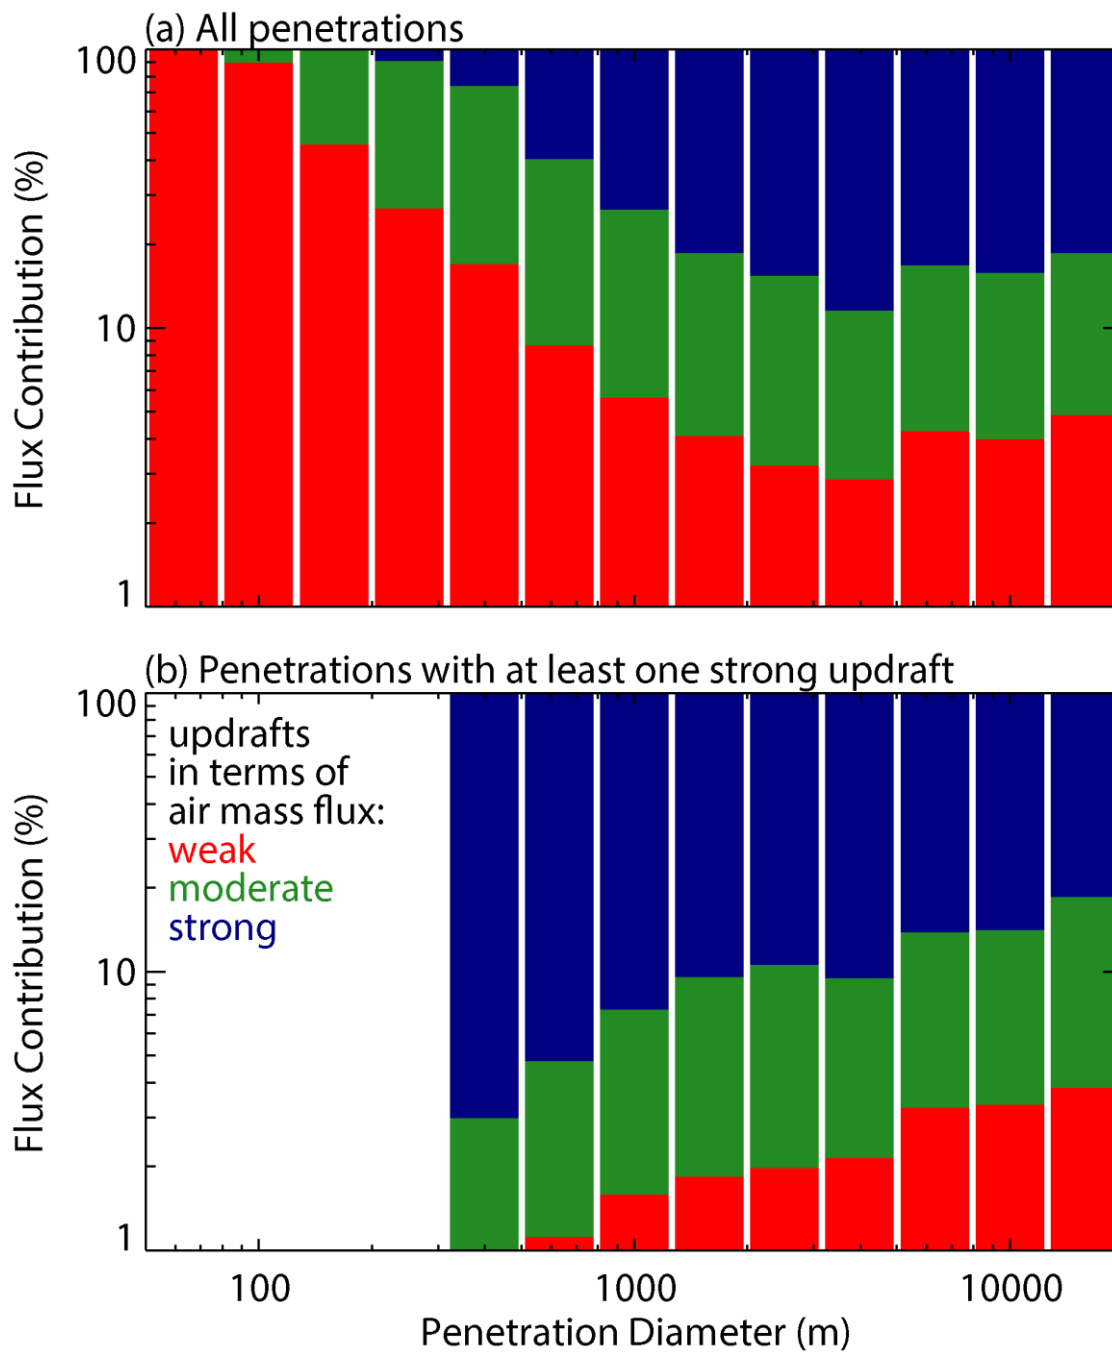 (a) All penetrations
100
10
1
Flux Contribution (%)
(b) Penetrations with at least one strong updraft
100
10
1
Flux Contribution (%)
updrafts
in terms of
air mass flux:
weak
moderate
strong
100 1000 10000
Penetration Diameter (m)